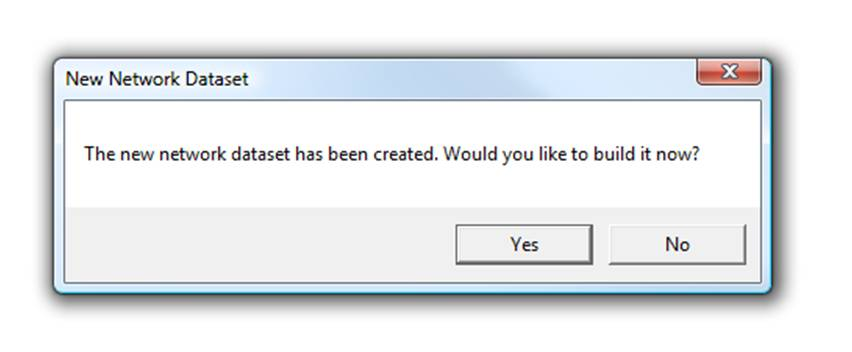 New Network Dataset
The new network dataset has been created. Would you like to build it now?
Yes No